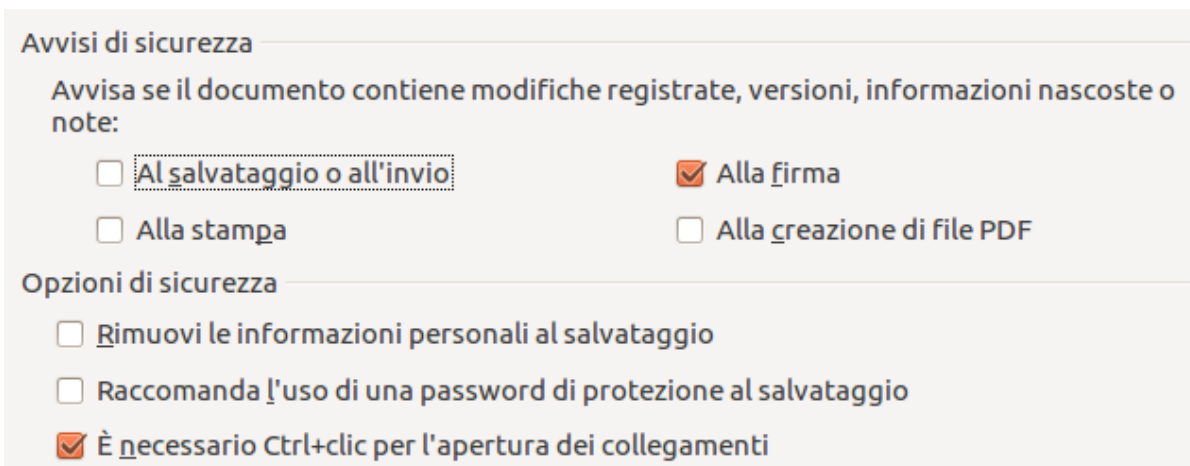 Avvisi di sicurezza
Avvisa se il documento contiene modifiche registrate, versioni, informazioni nascoste o
note:
Al salvataggio o all'invio
Alla firma
Alla stampa
Alla creazione di file PDF
Opzioni di sicurezza
Rimuovi le informazioni personali al salvataggio
Raccomanda l'uso di una password di protezione al salvataggio
È necessario Ctrl+clic per l'apertura dei collegamenti